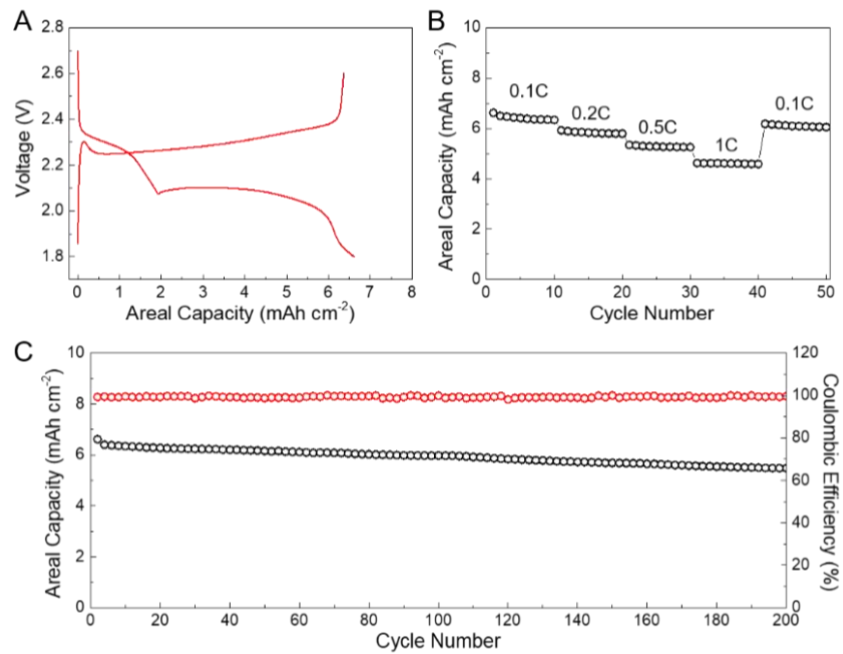 A
2.8
2.6
2.4
2.2
2.0
1.8
Voltage (V)
0 1 2 3 4 5 6 7 8
Areal Capacity (mAh cm-2)
B
10
8
6
4
2
0
Areal Capacity (mAh cm-2)
0.1C
0.2C
0.5C
1C
0.1C
0 10 20 30 40 50
Cycle Number
C
10
8
6
4
2
0
Areal Capacity (mAh cm-2)
120
100
80
60
40
20
0
Coulombic Efficiency (%)
0 20 40 60 80 100 120 140 160 180 200
Cycle Number